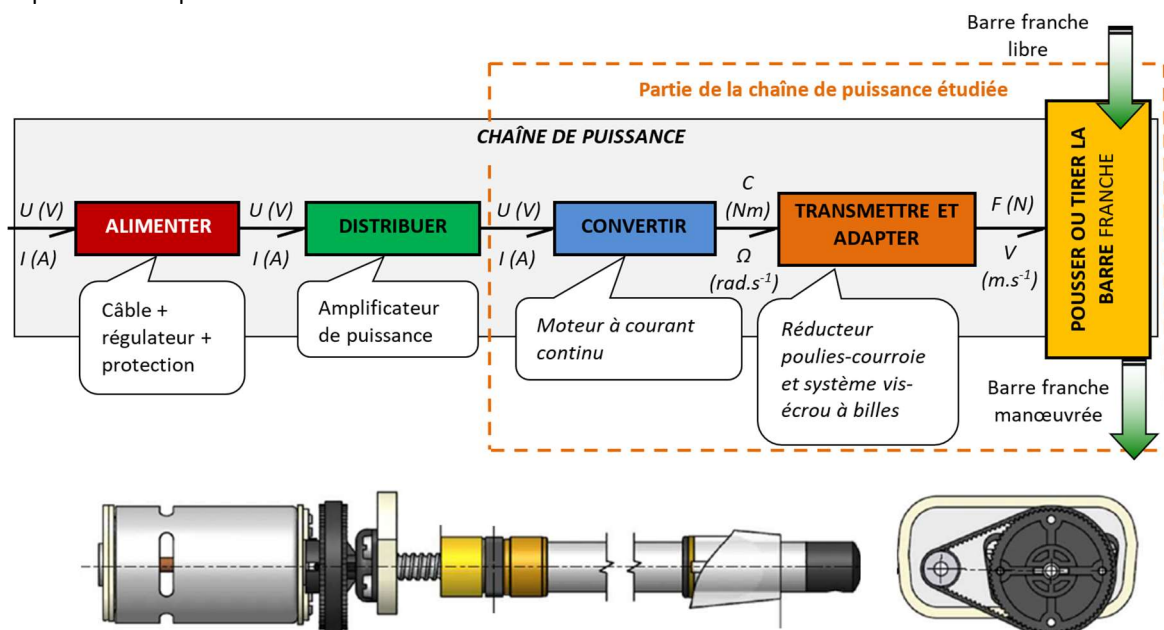 Barre franche
libre
Partie de la chaîne de puissance étudiée
CHAÎNE DE PUISSANCE
U (V)
I (A)
ALIMENTER
U (V)
I (A)
DISTRIBUER
U (V)
I (A)
CONVERTIR
C
(Nm)
Ω
(rad.s-1)
TRANSMETTRE ET
ADAPTER
F (N)
V
(m.s-1)
POUSSER OU TIRER LA
BARRE FRANCHE
Câble +
régulateur +
protection
Amplificateur
de puissance
Moteur à courant
continu
Réducteur
poulies-courroie
et système vis-
écrou à billes
Barre franche
manœuvrée